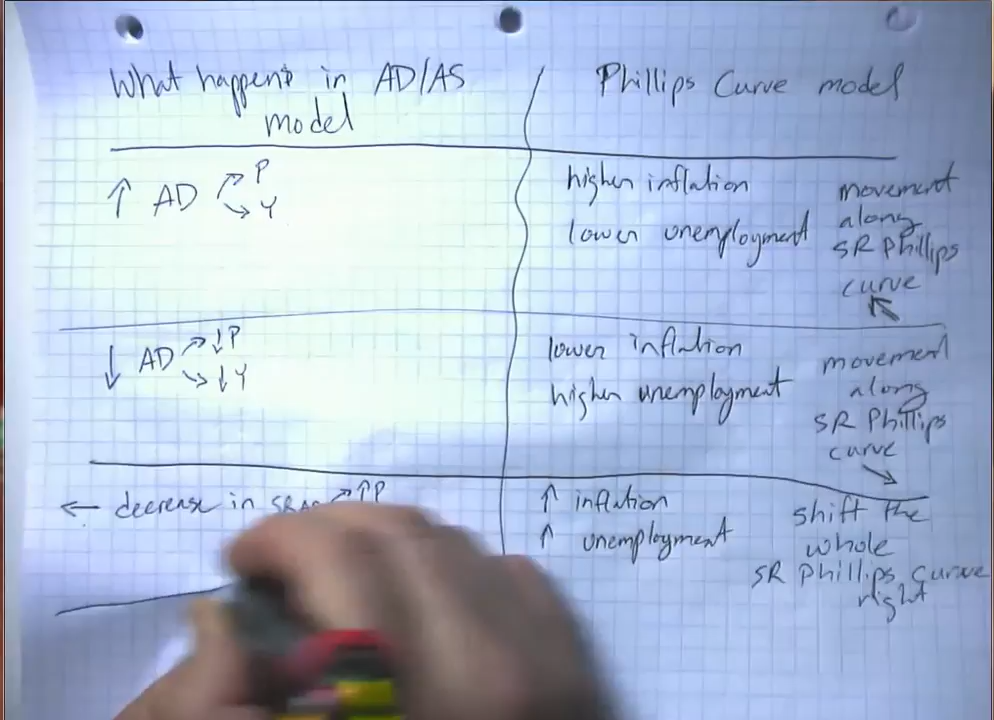 What happens in AD/AS
model
Phillips Curve model
↑ AD ↗ P
↘ Y
higher inflation
lower unemployment
movement
along
SR Phillips
curve
↖
↓ AD ↗ ↓P
↘ ↓Y
lower inflation
higher unemployment
movement
along
SR Phillips
curve
↘
← decrease in SRAS ↗ ↑P
↑ inflation
↑ unemployment
shift the
whole
SR Phillips curve
right